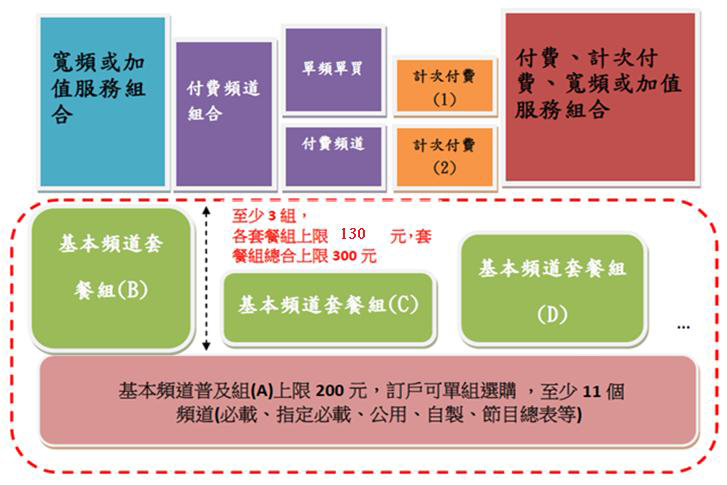 寬頻或加
值服務組
合
付費頻道
組合
單頻單買
付費頻道
計次付費
(1)
計次付費
(2)
付費、計次付
費、寬頻或加值
服務組合
基本頻道套
餐組(B)
至少 3 組，
各套餐組上限 130 元，套
餐組總合上限 300 元
基本頻道套餐組(C)
基本頻道套餐組
(D)
...
基本頻道普及組(A)上限 200 元，訂戶可單組選購 ，至少 11 個
頻道(必載、指定必載、公用、自製、節目總表等)